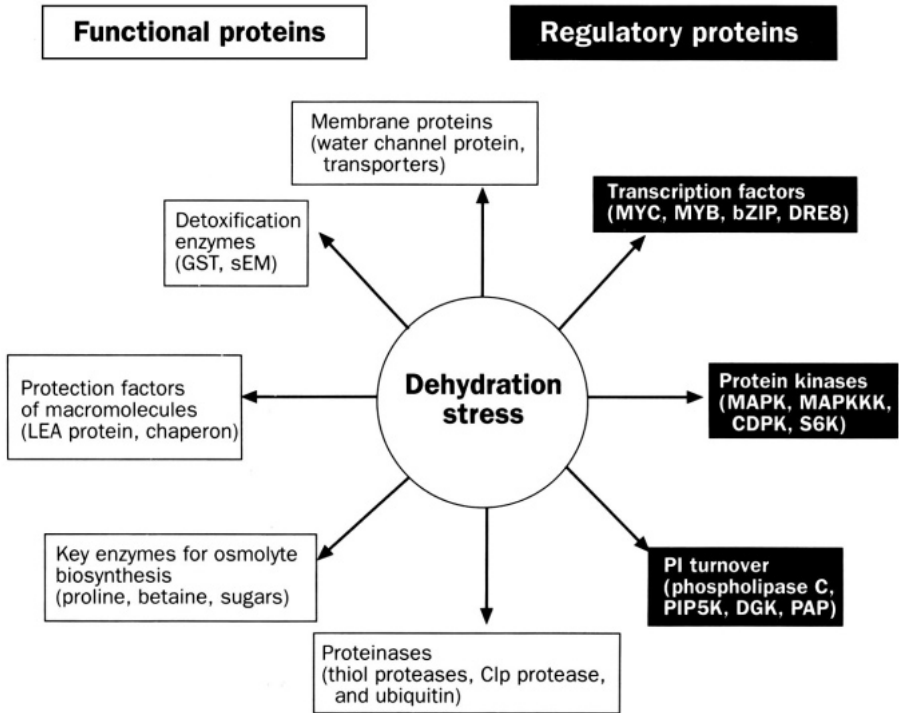 Functional proteins
Regulatory proteins
Membrane proteins
(water channel protein,
transporters)
Transcription factors
(MYC, MYB, bZIP, DRE8)
Detoxification
enzymes
(GST, sEM)
Dehydration
stress
Protein kinases
(MAPK, MAPKKK,
CDPK, S6K)
Protection factors
of macromolecules
(LEA protein, chaperon)
Key enzymes for osmolyte
biosynthesis
(proline, betaine, sugars)
PI turnover
(phospholipase C,
PIP5K, DGK, PAP)
Proteinases
(thiol proteases, Clp protease,
and ubiquitin)